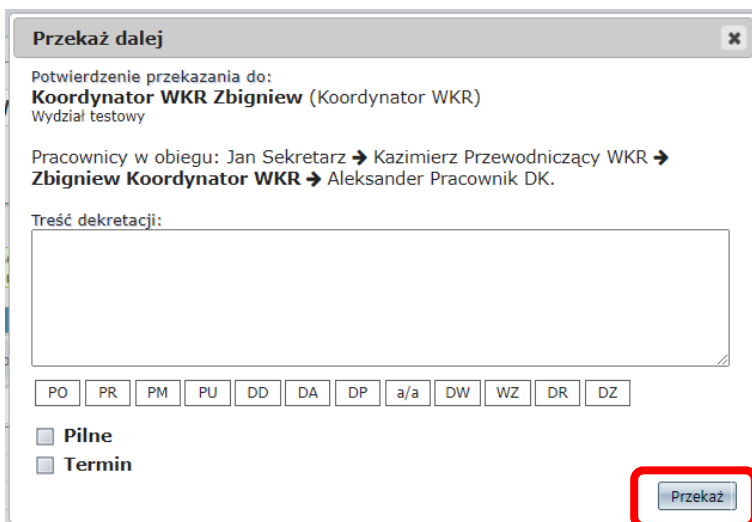 Przekaż dalej
Potwierdzenie przekazania do:
Koordynator WKR Zbigniew (Koordynator WKR)
Wydział testowy
Pracownicy w obiegu: Jan Sekretarz → Kazimierz Przewodniczący WKR →
Zbigniew Koordynator WKR → Aleksander Pracownik DK.
Treść dekretacji:
PO PR PM PU DD DA DP a/a DW WZ DR DZ
Pilne
Termin
Przekaż